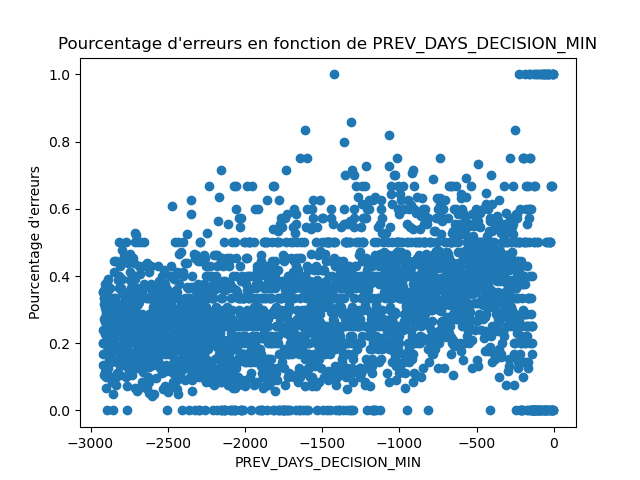 Pourcentage d'erreurs en fonction de PREV_DAYS_DECISION_MIN
1.0
0.8
0.6
0.4
0.2
0.0
Pourcentage d'erreurs
−3000 −2500 −2000 −1500 −1000 −500 0
PREV_DAYS_DECISION_MIN